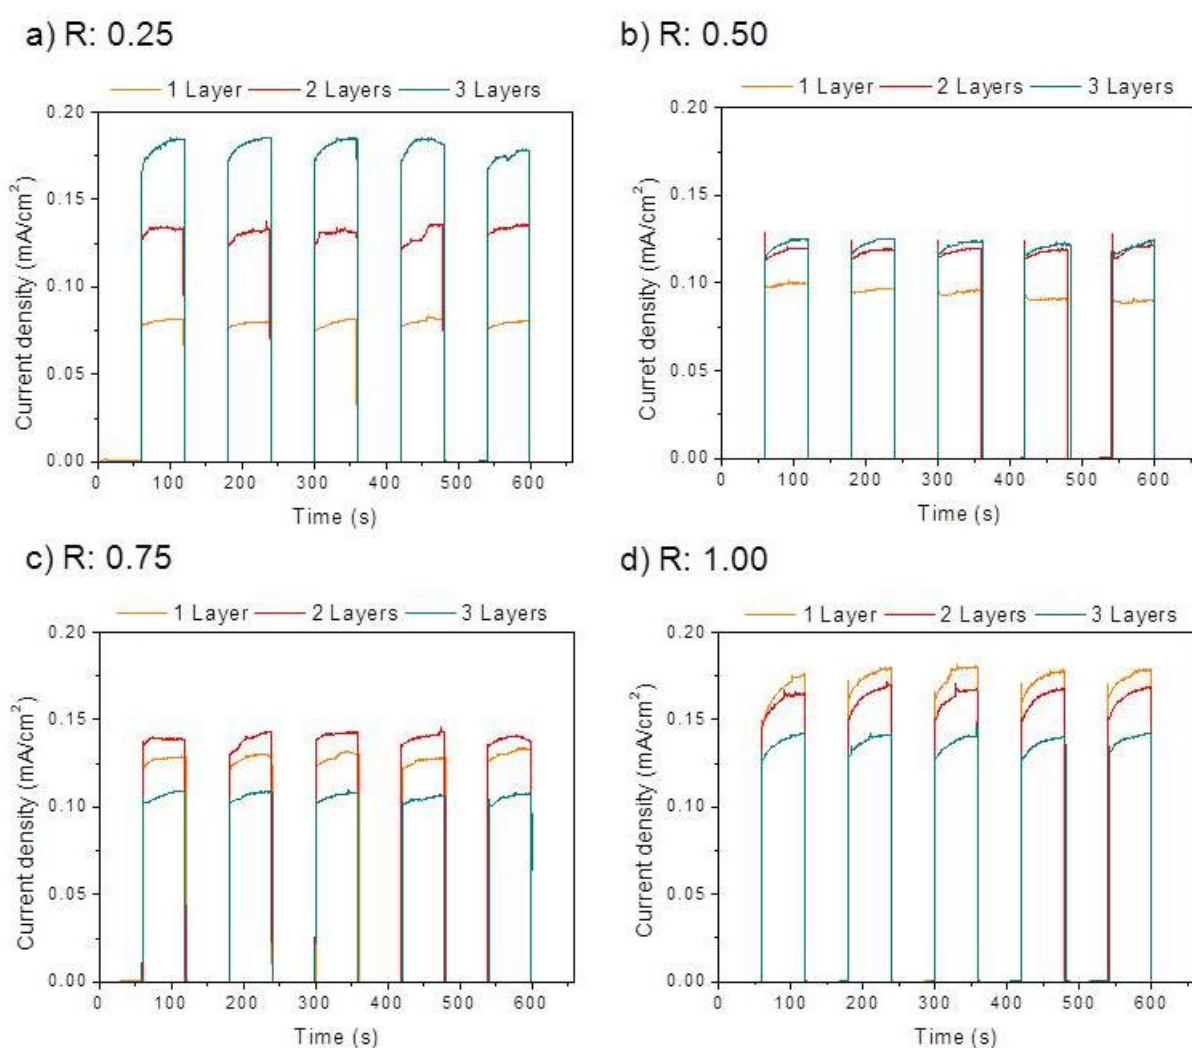 a) R: 0.25
1 Layer 2 Layers 3 Layers
0.20
0.15
0.10
0.05
0.00
Current density (mA/cm²)
0 100 200 300 400 500 600
Time (s)
b) R: 0.50
1 Layer 2 Layers 3 Layers
0.20
0.15
0.10
0.05
0.00
Curret density (mA/cm²)
0 100 200 300 400 500 600
Time (s)
c) R: 0.75
1 Layer 2 Layers 3 Layers
0.20
0.15
0.10
0.05
0.00
Current density (mA/cm²)
0 100 200 300 400 500 600
Time (s)
d) R: 1.00
1 Layer 2 Layers 3 Layers
0.20
0.15
0.10
0.05
0.00
Current density (mA/cm²)
0 100 200 300 400 500 600
Time (s)